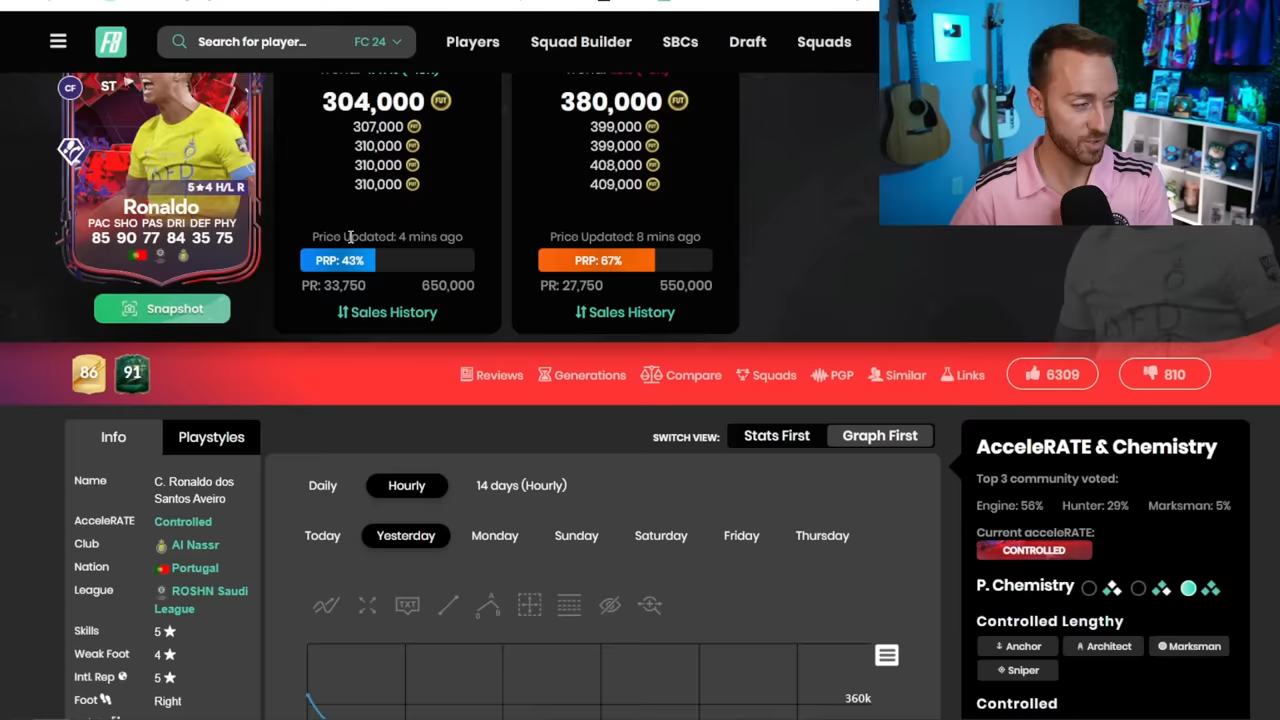 FB
Search for player...
FC 24
Players
Squad Builder
SBCs
Draft
Squads
CF
ST
5★4 H/L R
Ronaldo
PAC SHO PAS DRI DEF PHY
85 90 77 84 35 75
Snapshot
304,000
307,000
310,000
310,000
310,000
Price Updated: 4 mins ago
PRP: 43%
PR: 33,750
650,000
Sales History
380,000
399,000
399,000
408,000
409,000
Price Updated: 8 mins ago
PRP: 67%
PR: 27,750
550,000
Sales History
86
91
Reviews
Generations
Compare
Squads
PGP
Similar
Links
6309
810
Info
Playstyles
Name
C. Ronaldo dos
Santos Aveiro
AcceleRATE
Controlled
Club
Al Nassr
Nation
Portugal
League
ROSHN Saudi
League
Skills
5 ★
Weak Foot
4 ★
Intl. Rep
5 ★
Foot
Right
SWITCH VIEW:
Stats First
Graph First
Daily
Hourly
14 days (Hourly)
Today
Yesterday
Monday
Sunday
Saturday
Friday
Thursday
TXT
360k
AcceleRATE & Chemistry
Top 3 community voted:
Engine: 56%
Hunter: 29%
Marksman: 5%
Current acceleRATE:
CONTROLLED
P. Chemistry
Controlled Lengthy
Anchor
Architect
Marksman
Sniper
Controlled